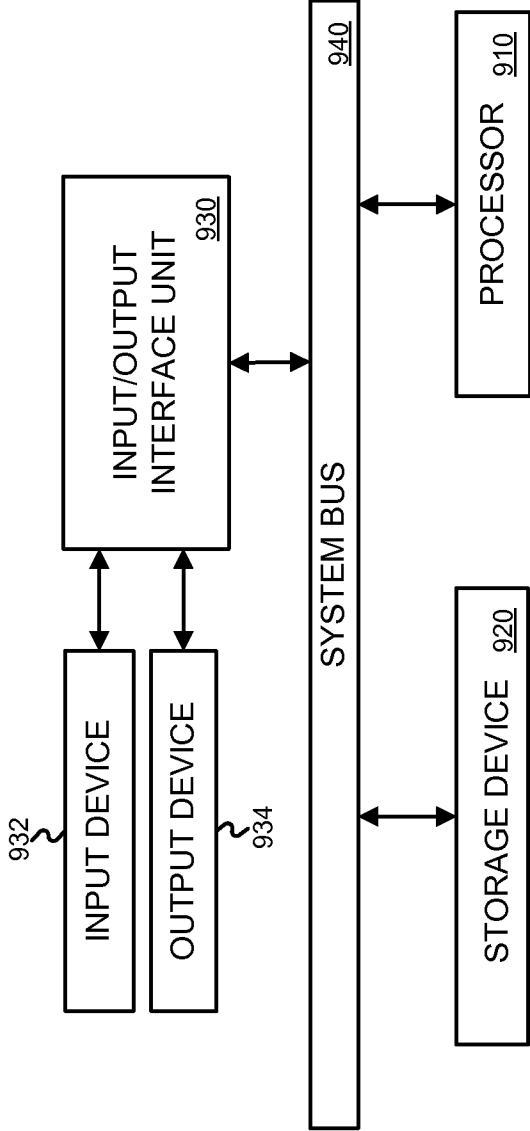 932
INPUT DEVICE
OUTPUT DEVICE
934
INPUT/OUTPUT
INTERFACE UNIT
930
SYSTEM BUS
940
STORAGE DEVICE
920
PROCESSOR
910